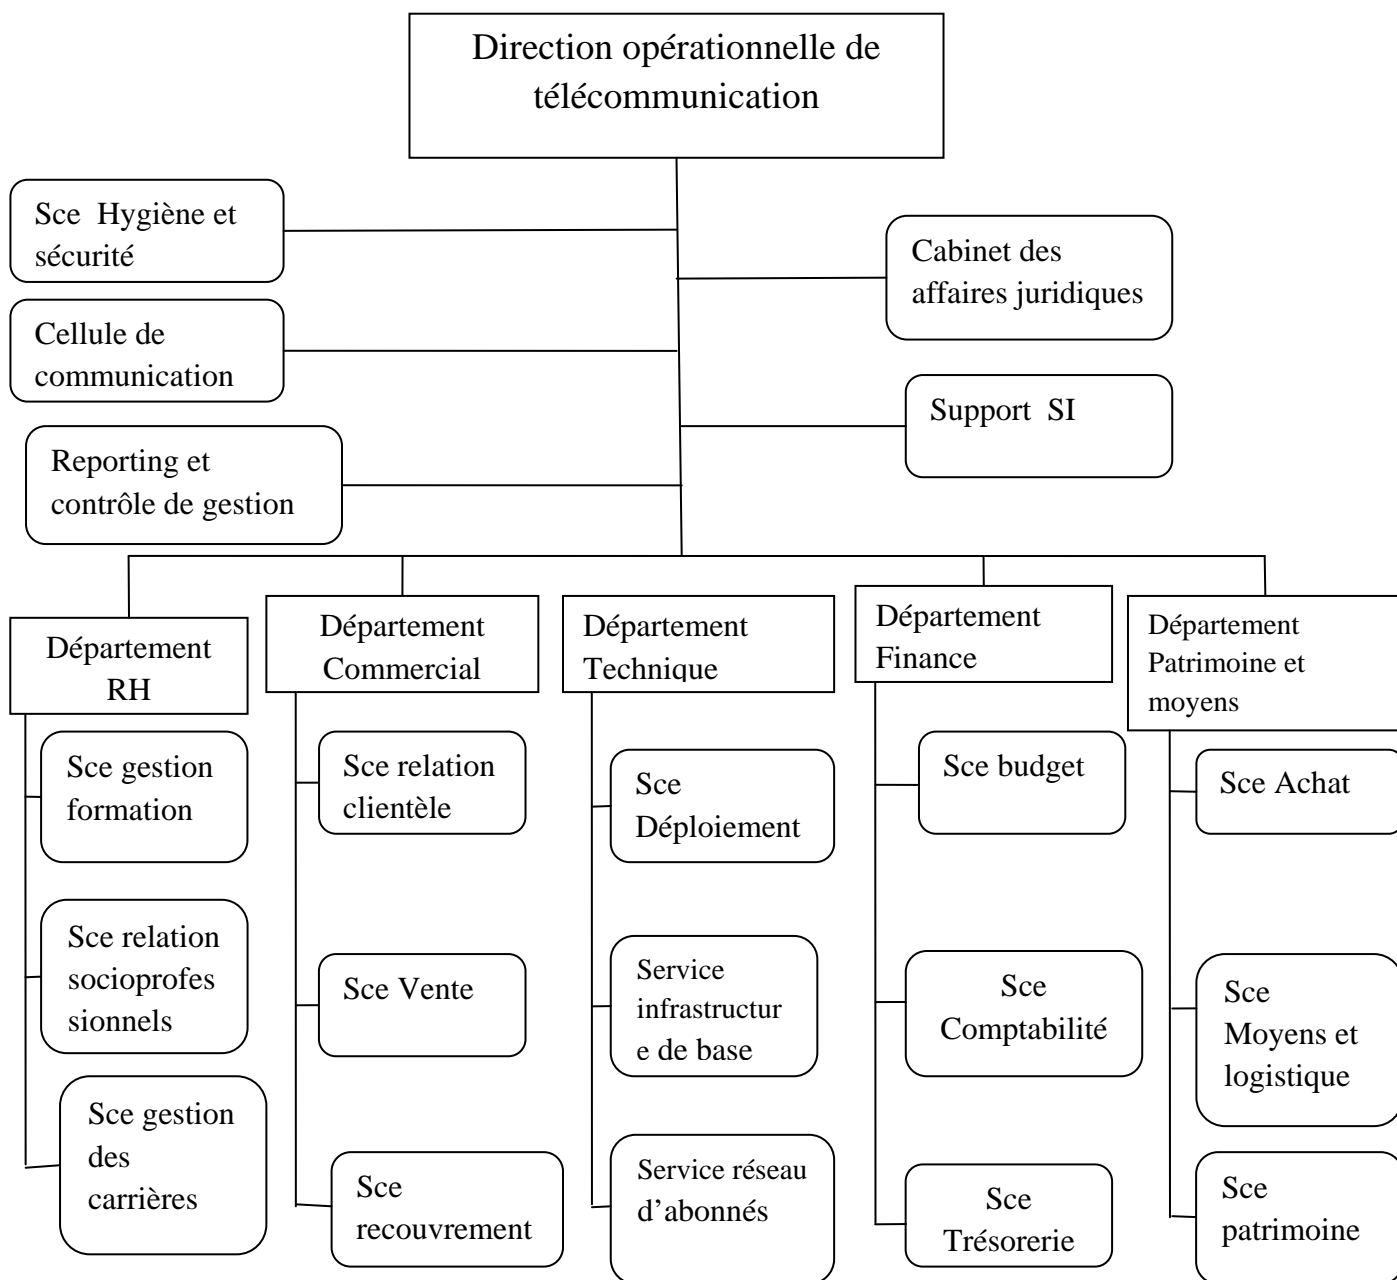 Direction opérationnelle de
télécommunication
Sce  Hygiène et
sécurité
Cabinet des
affaires juridiques
Cellule de
communication
Support  SI
Reporting et
contrôle de gestion
Département
RH
Département
Commercial
Département
Technique
Département
Finance
Département
Patrimoine et
moyens
Sce gestion
formation
Sce relation
socioprofes
sionnels
Sce gestion
des
carrières
Sce relation
clientèle
Sce Vente
Sce
recouvrement
Sce
Déploiement
Service
infrastructur
e de base
Service réseau
d’abonnés
Sce budget
Sce
Comptabilité
Sce
Trésorerie
Sce Achat
Sce
Moyens et
logistique
Sce
patrimoine